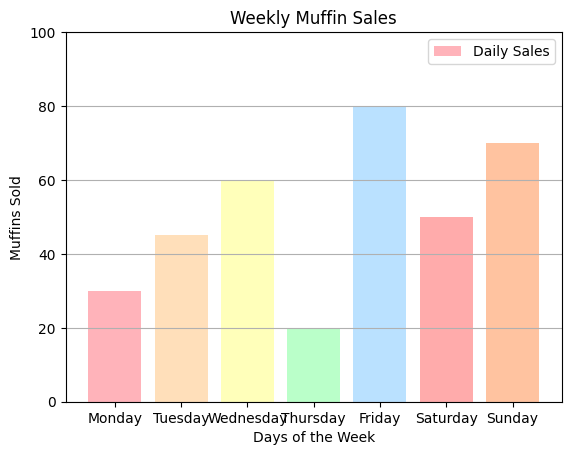 Weekly Muffin Sales
Daily Sales
100
80
60
40
20
0
Muffins Sold
Monday Tuesday Wednesday Thursday Friday Saturday Sunday
Days of the Week